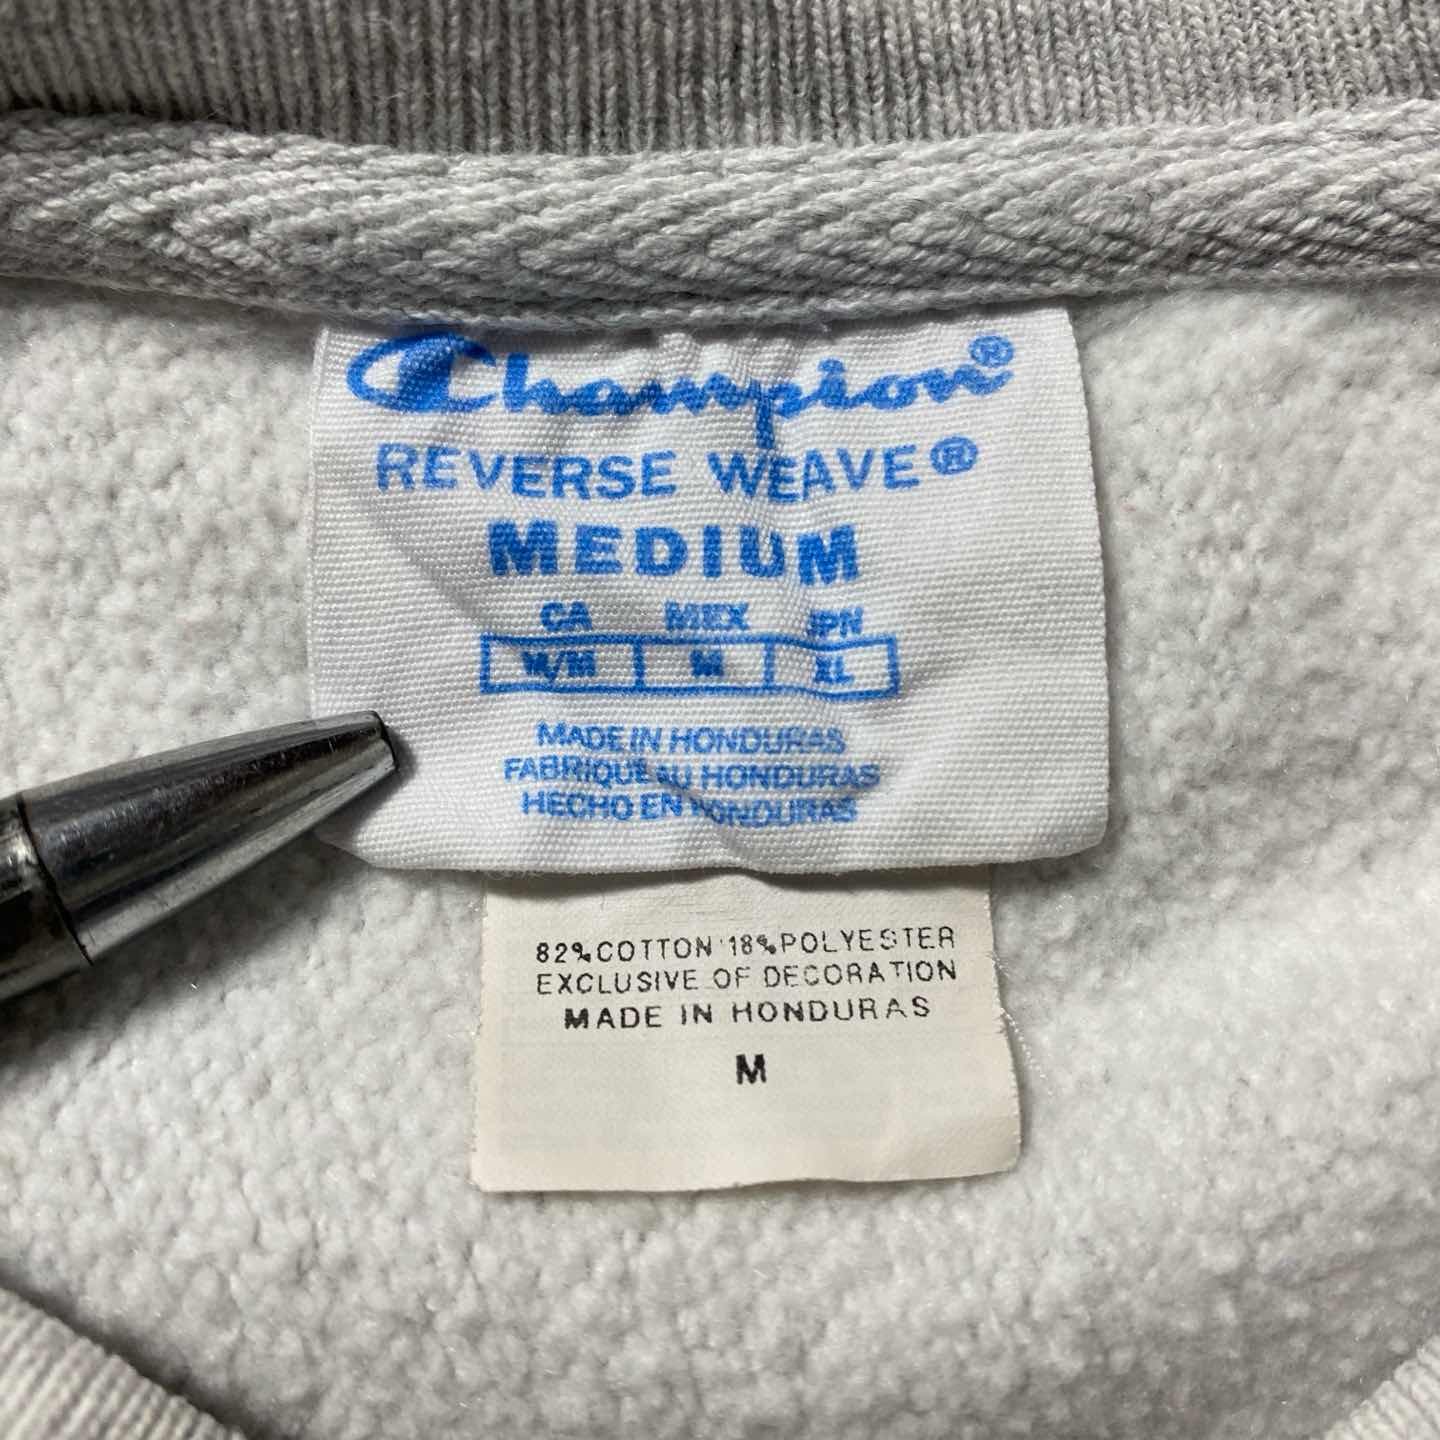 Champion®
REVERSE WEAVE®
MEDIUM
CA MEX JPN
M/M M XL
MADE IN HONDURAS
FABRIQUE AU HONDURAS
HECHO EN HONDURAS
82% COTTON 18% POLYESTER
EXCLUSIVE OF DECORATION
MADE IN HONDURAS
M